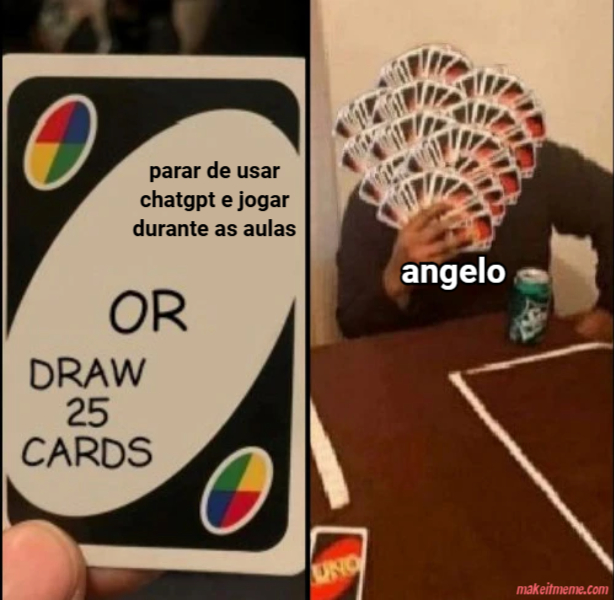 parar de usar
chatgpt e jogar
durante as aulas
OR
DRAW
25
CARDS
angelo
UNO
makeitmeme.com